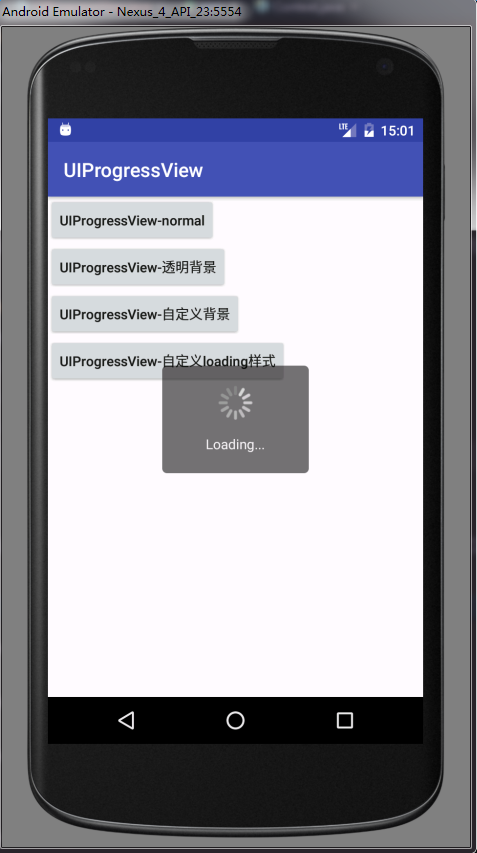 Android Emulator - Nexus_4_API_23:5554
LTE 15:01
UIProgressView
UIProgressView-normal
UIProgressView-透明背景
UIProgressView-自定义背景
UIProgressView-自定义loading样式
Loading...